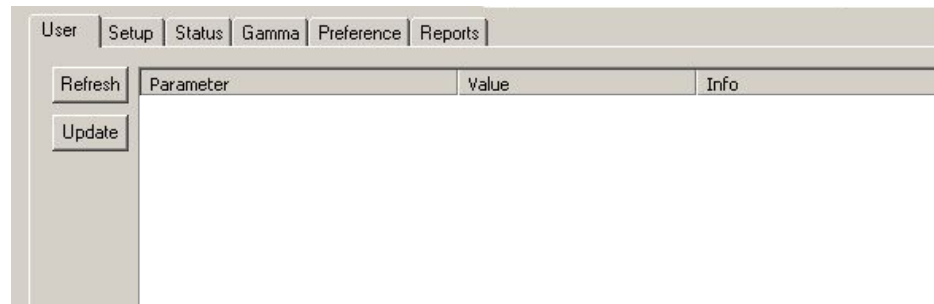 User Setup Status Gamma Preference Reports
Refresh Parameter Value Info
Update